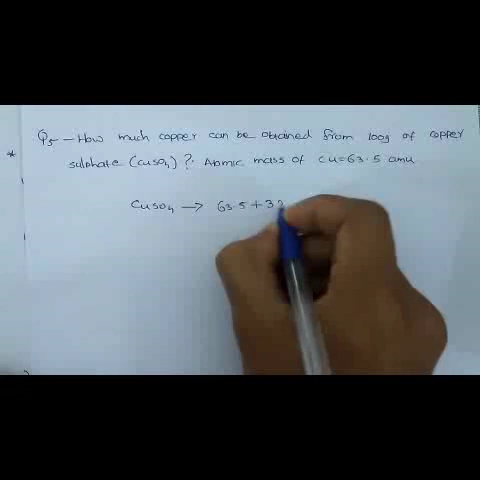 Q5 - How much copper can be obtained from 100g of copper
* sulphate (CuSO4) ? Atomic mass of Cu=63.5 amu
CuSO4 → 63.5 + 32